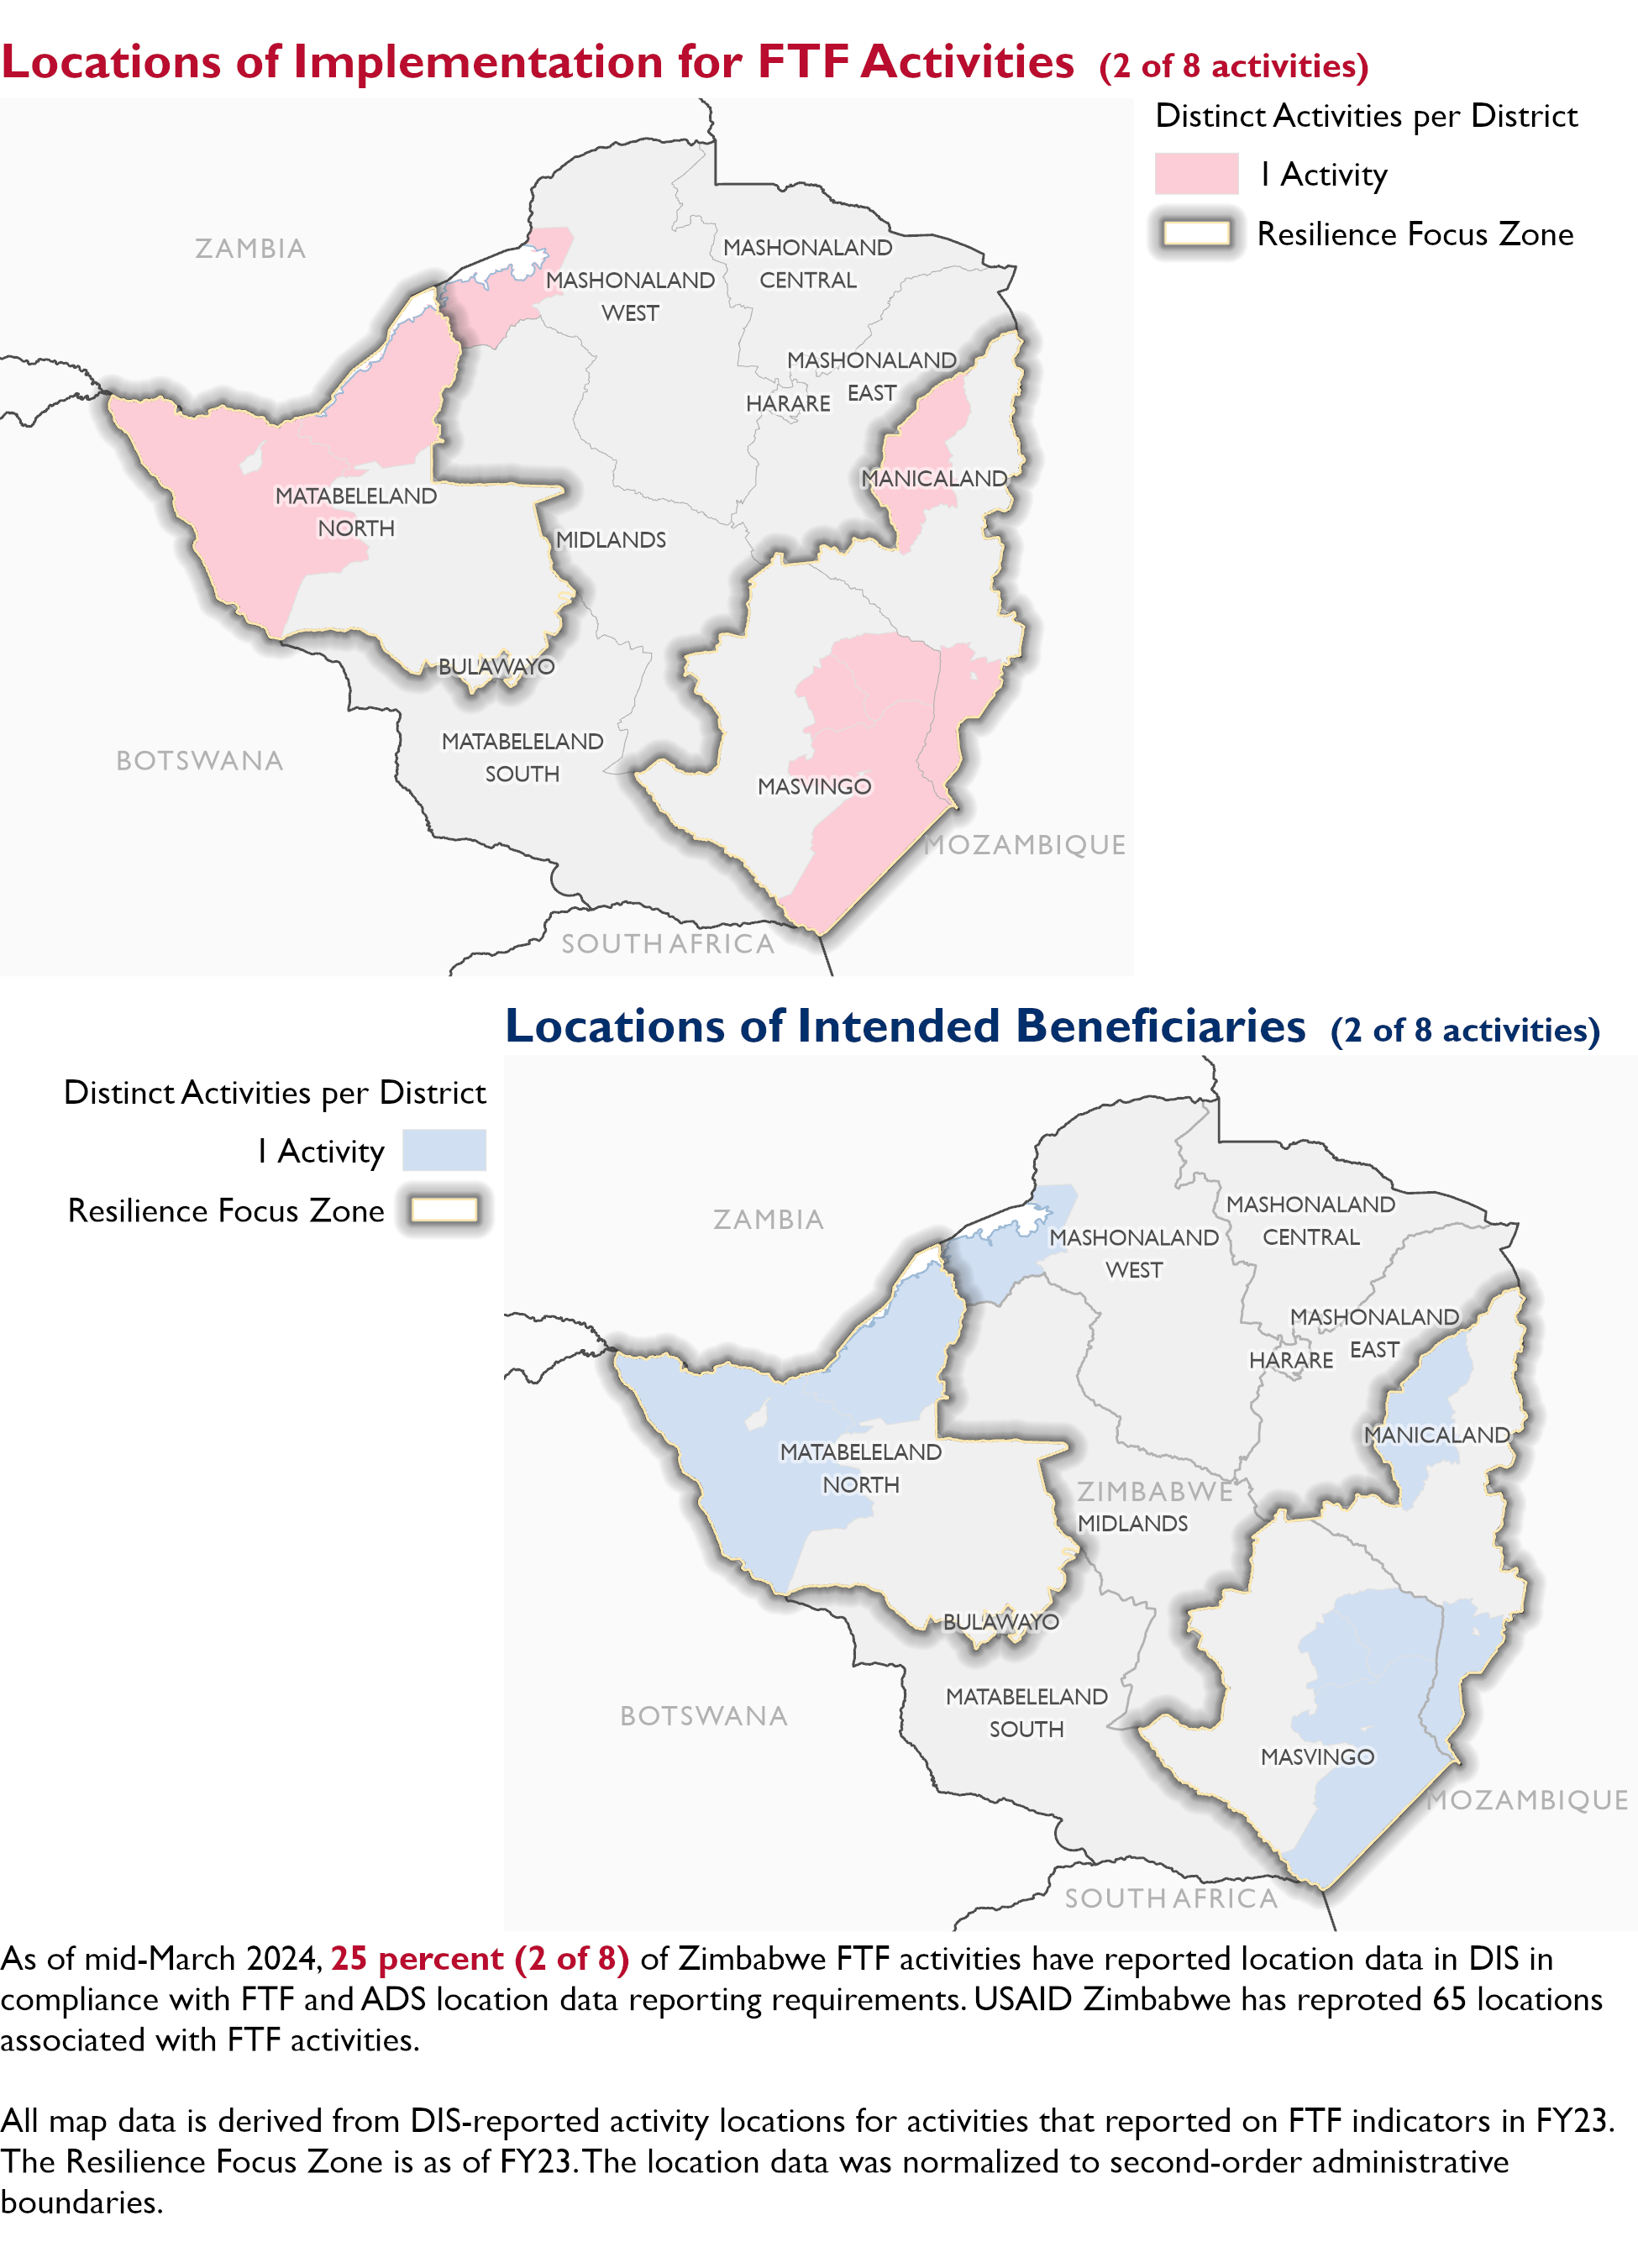 Locations of Implementation for FTF Activities (2 of 8 activities)
Distinct Activities per District
1 Activity
Resilience Focus Zone
ZAMBIA
MASHONALAND
CENTRAL
MASHONALAND
WEST
MASHONALAND
EAST
HARARE
MANICALAND
MATABELELAND
NORTH
MIDLANDS
BULAWAYO
MATABELELAND
SOUTH
BOTSWANA
MASVINGO
MOZAMBIQUE
SOUTH AFRICA
Locations of Intended Beneficiaries (2 of 8 activities)
Distinct Activities per District
1 Activity
Resilience Focus Zone
ZAMBIA
MASHONALAND
CENTRAL
MASHONALAND
WEST
MASHONALAND
EAST
HARARE
MANICALAND
MATABELELAND
NORTH
ZIMBABWE
MIDLANDS
BULAWAYO
MATABELELAND
SOUTH
BOTSWANA
MASVINGO
MOZAMBIQUE
SOUTH AFRICA
As of mid-March 2024, 25 percent (2 of 8) of Zimbabwe FTF activities have reported location data in DIS in
compliance with FTF and ADS location data reporting requirements. USAID Zimbabwe has reproted 65 locations
associated with FTF activities.
All map data is derived from DIS-reported activity locations for activities that reported on FTF indicators in FY23.
The Resilience Focus Zone is as of FY23. The location data was normalized to second-order administrative
boundaries.